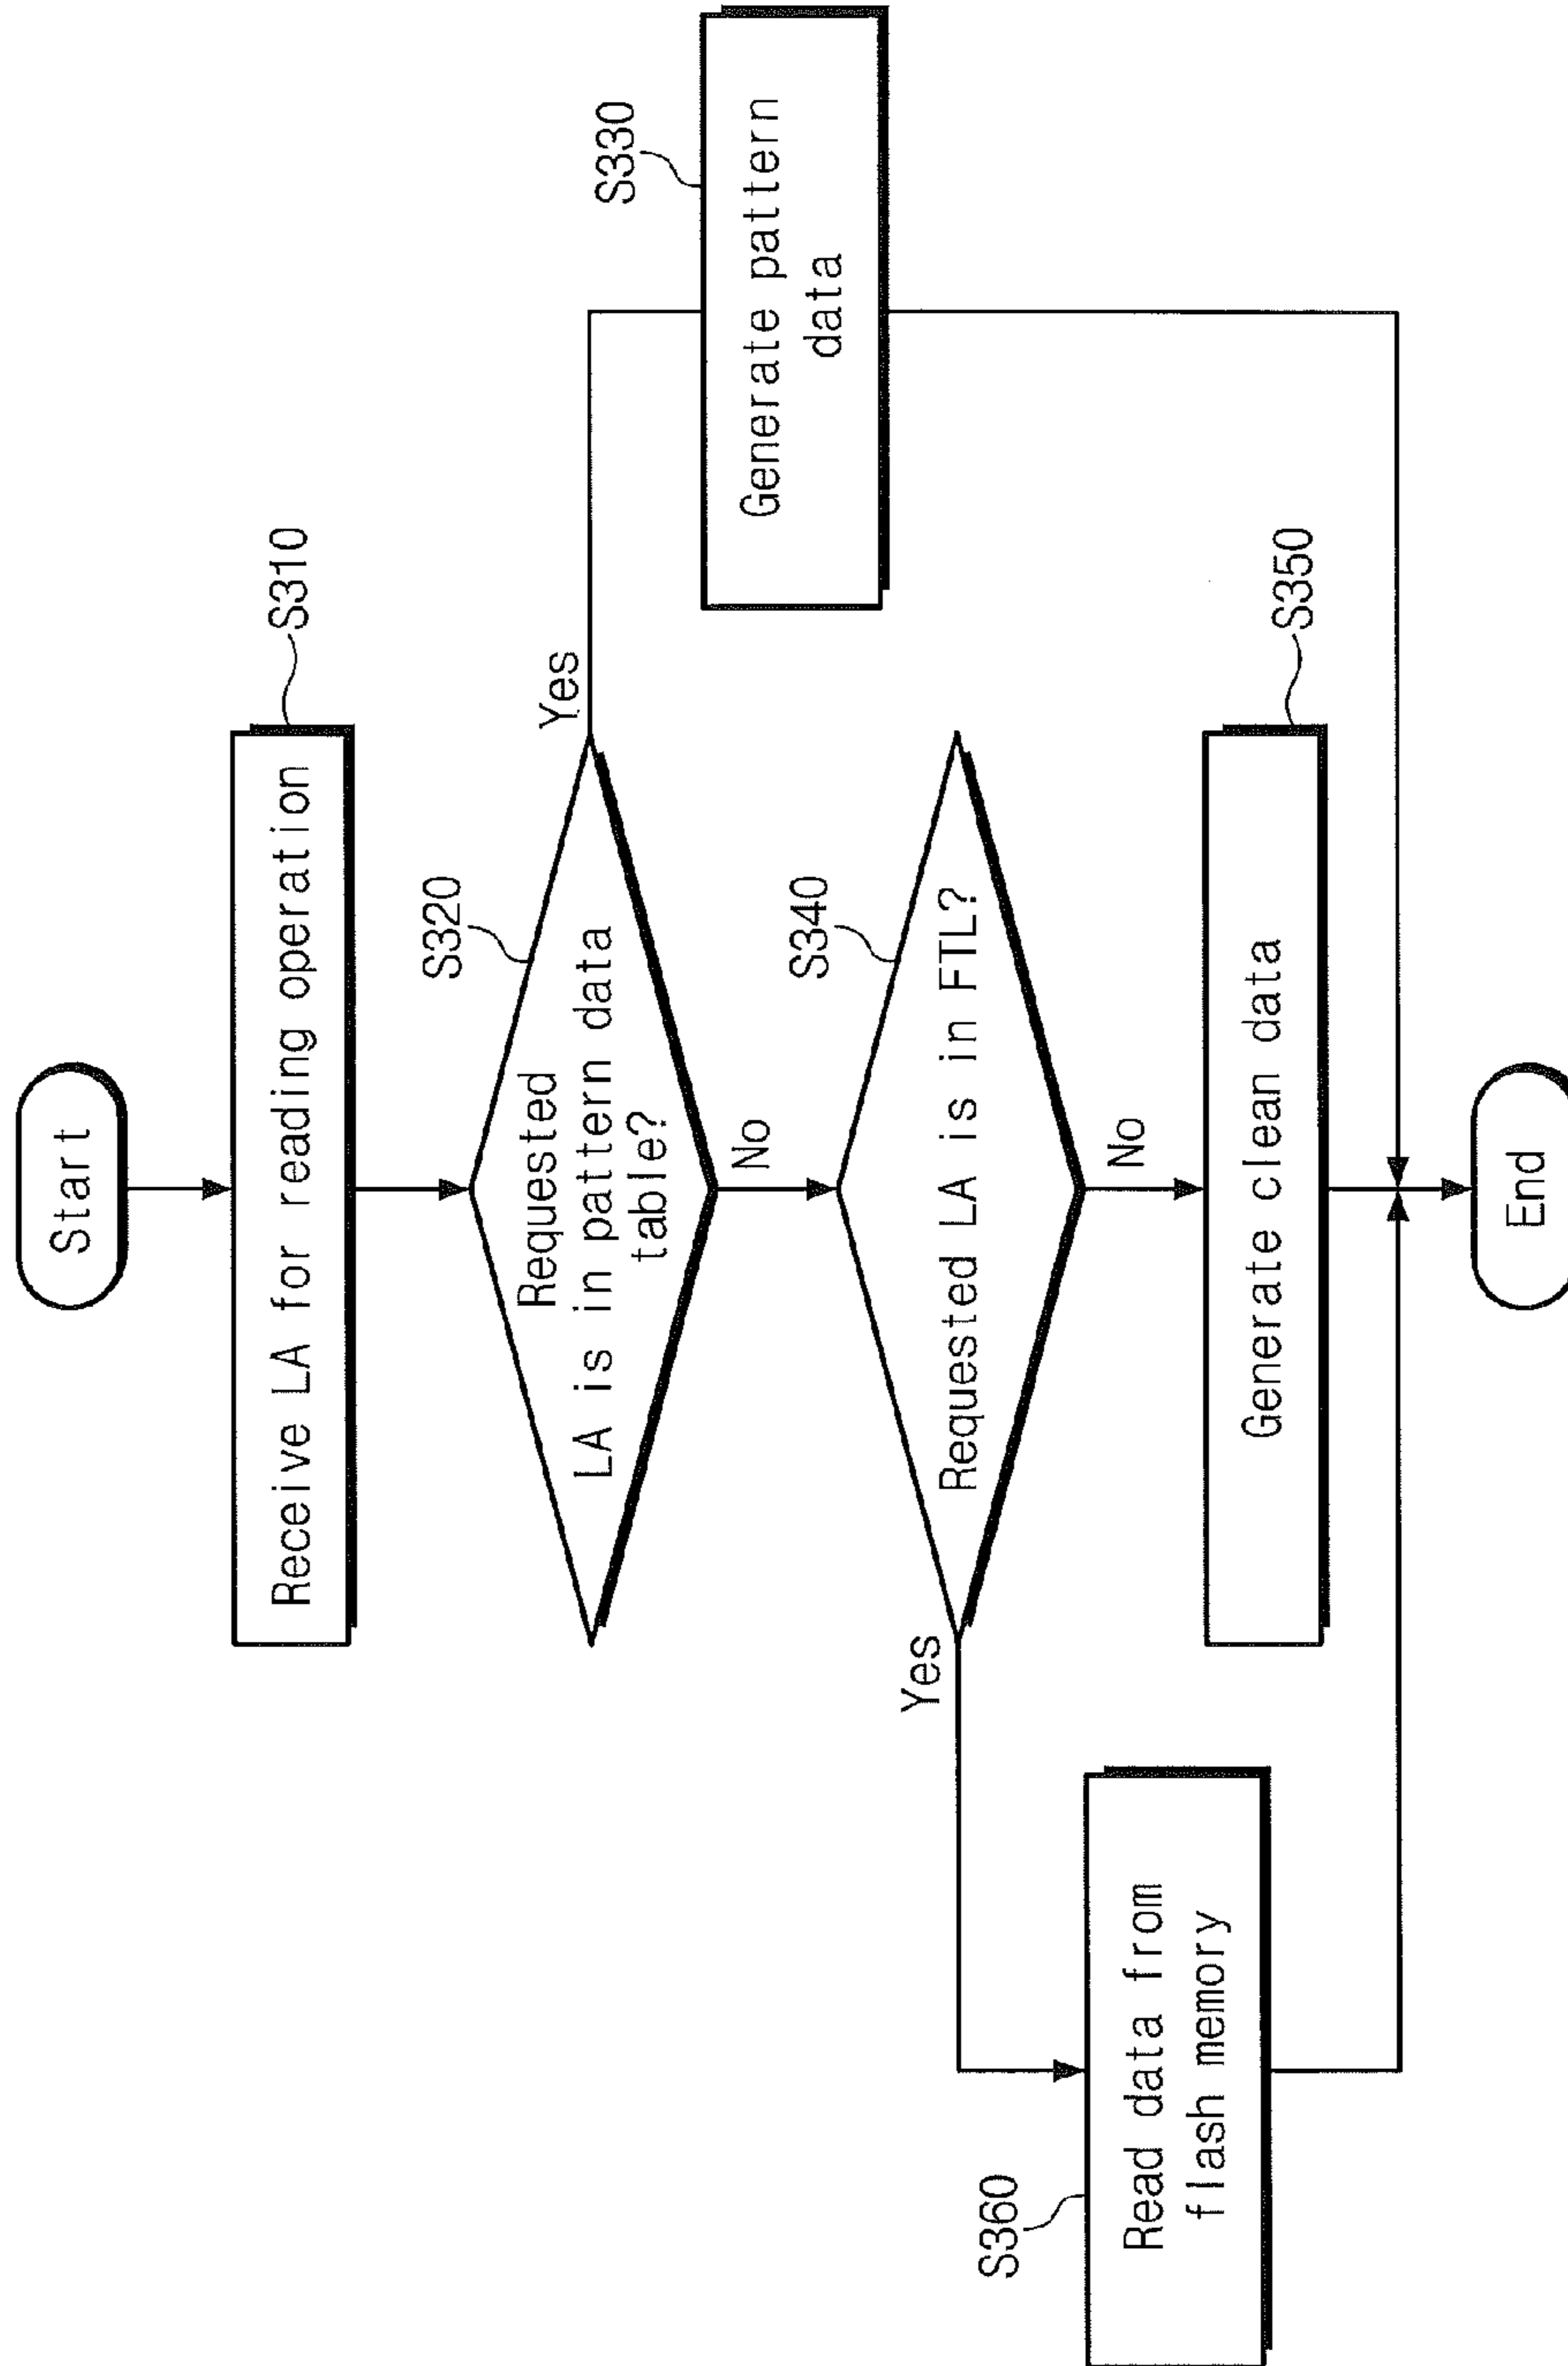 Start
Receive LA for reading operation
S310
S320
Requested
LA is in pattern data
table?
Yes
No
S330
Generate pattern
data
S340
Requested LA is in FTL?
Yes
No
S350
Generate clean data
S360
Read data from
flash memory
End